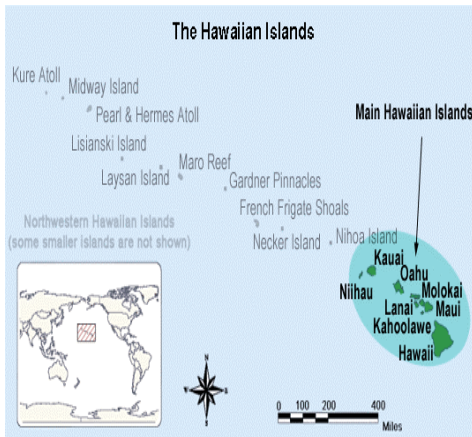 The Hawaiian Islands
Kure Atoll
Midway Island
Pearl & Hermes Atoll
Main Hawaiian Islands
Lisianski Island
Maro Reef
Laysan Island
Gardner Pinnacles
French Frigate Shoals
Northwestern Hawaiian Islands
(some smaller islands are not shown)
Necker Island
Nihoa Island
Kauai
Oahu
Niihau
Molokai
Lanai
Maui
Kahoolawe
Hawaii
N
W
E
S
0 100 200 400
Miles